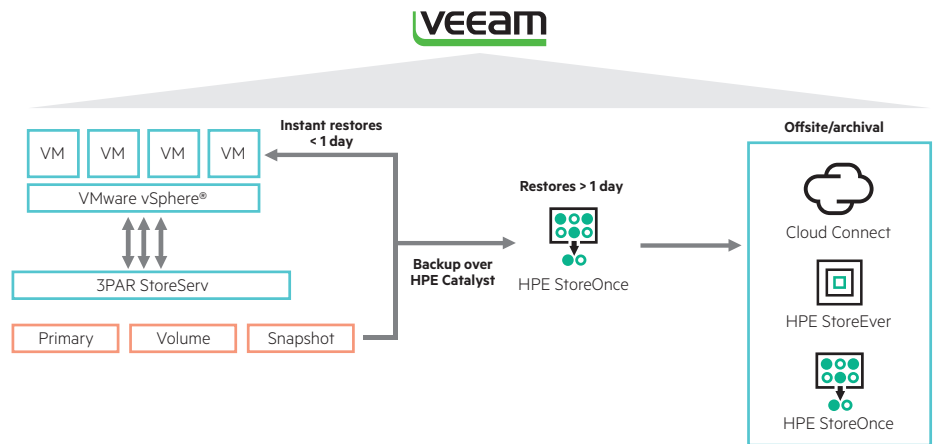 veeam
Instant restores
< 1 day
Offsite/archival
VM
VM
VM
VM
VMware vSphere®
Restores > 1 day
Cloud Connect
Backup over
HPE Catalyst
HPE StoreOnce
3PAR StoreServ
HPE StoreEver
Primary
Volume
Snapshot
HPE StoreOnce